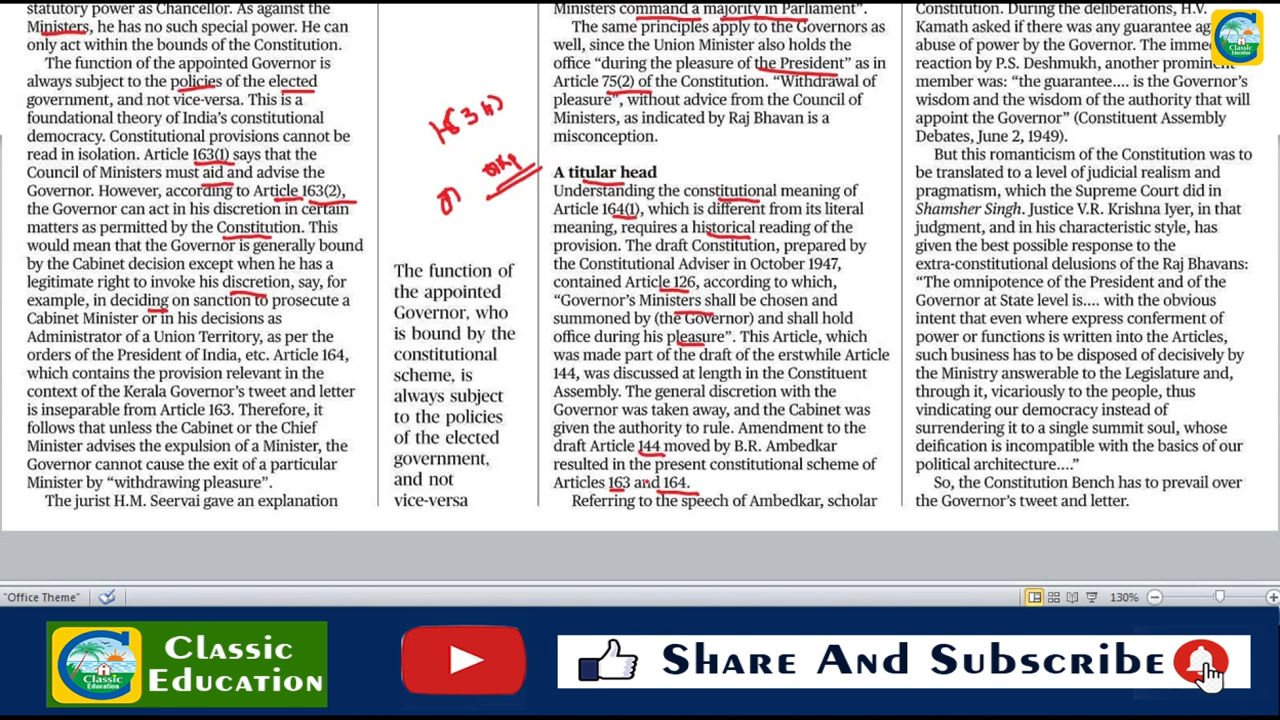 statutory power as Chancellor. As against the
Ministers, he has no such special power. He can
only act within the bounds of the Constitution.
The function of the appointed Governor is
always subject to the policies of the elected
government, and not vice-versa. This is a
foundational theory of India's constitutional
democracy. Constitutional provisions cannot be
read in isolation. Article 163(1) says that the
Council of Ministers must aid and advise the
Governor. However, according to Article 163(2),
the Governor can act in his discretion in certain
matters as permitted by the Constitution. This
would mean that the Governor is generally bound
by the Cabinet decision except when he has a
legitimate right to invoke his discretion, say, for
example, in deciding on sanction to prosecute a
Cabinet Minister or in his decisions as
Administrator of a Union Territory, as per the
orders of the President of India, etc. Article 164,
which contains the provision relevant in the
context of the Kerala Governor's tweet and letter
is inseparable from Article 163. Therefore, it
follows that unless the Cabinet or the Chief
Minister advises the expulsion of a Minister, the
Governor cannot cause the exit of a particular
Minister by "withdrawing pleasure".
The jurist H.M. Seervai gave an explanation
The function of
the appointed
Governor, who
is bound by the
constitutional
scheme, is
always subject
to the policies
of the elected
government,
and not
vice-versa
Ministers command a majority in Parliament".
The same principles apply to the Governors as
well, since the Union Minister also holds the
office "during the pleasure of the President" as in
Article 75(2) of the Constitution. "Withdrawal of
pleasure", without advice from the Council of
Ministers, as indicated by Raj Bhavan is a
misconception.
A titular head
Understanding the constitutional meaning of
Article 164(1), which is different from its literal
meaning, requires a historical reading of the
provision. The draft Constitution, prepared by
the Constitutional Adviser in October 1947,
contained Article 126, according to which,
"Governor's Ministers shall be chosen and
summoned by (the Governor) and shall hold
office during his pleasure". This Article, which
was made part of the draft of the erstwhile Article
144, was discussed at length in the Constituent
Assembly. The general discretion with the
Governor was taken away, and the Cabinet was
given the authority to rule. Amendment to the
draft Article 144 moved by B.R. Ambedkar
resulted in the present constitutional scheme of
Articles 163 and 164.
Referring to the speech of Ambedkar, scholar
Constitution. During the deliberations, H.V.
Kamath asked if there was any guarantee
abuse of power by the Governor. The
reaction by P.S. Deshmukh, another
member was: "the guarantee.... is the Governor's
wisdom and the wisdom of the authority that will
appoint the Governor" (Constituent Assembly
Debates, June 2, 1949).
But this romanticism of the Constitution was to
be translated to a level of judicial realism and
pragmatism, which the Supreme Court did in
Shamsher Singh. Justice V.R. Krishna Iyer, in that
judgment, and in his characteristic style, has
given the best possible response to the
extra-constitutional delusions of the Raj Bhavans:
"The omnipotence of the President and of the
Governor at State level is.... with the obvious
intent that even where express conferment of
power or functions is written into the Articles,
such business has to be disposed of decisively by
the Ministry answerable to the Legislature and,
through it, vicariously to the people, thus
vindicating our democracy instead of
surrendering it to a single summit soul, whose
deification is incompatible with the basics of our
political architecture...."
So, the Constitution Bench has to prevail over
the Governor's tweet and letter.
Classic
Education
"Office Theme"
130%
Classic
Education
Classic
Education
Share And Subscribe